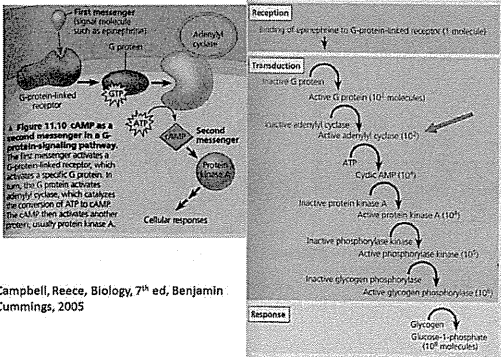 First messenger
(signal molecule
such as epinephrine)
Adenylyl
cyclase
G protein
GTP
G-protein-linked
receptor
ATP
cAMP
Second
messenger
Protein
kinase A
Cellular responses
▲ Figure 11.10 cAMP as a
second messenger in a G-
protein-signaling pathway.
The first messenger activates a
G-protein-linked receptor, which
activates a specific G protein. In
turn, the G protein activates
adenylyl cyclase, which catalyzes
the conversion of ATP to cAMP.
The cAMP then activates another
protein, usually protein kinase A.
Campbell, Reece, Biology, 7th ed, Benjamin
Cummings, 2005
Reception
Binding of epinephrine to G-protein-linked receptor (1 molecule)
Transduction
Inactive G protein
Active G protein (10² molecules)
Inactive adenylyl cyclase
Active adenylyl cyclase (10²)
ATP
Cyclic AMP (10⁴)
Inactive protein kinase A
Active protein kinase A (10⁴)
Inactive phosphorylase kinase
Active phosphorylase kinase (10⁵)
Inactive glycogen phosphorylase
Active glycogen phosphorylase (10⁶)
Response
Glycogen
Glucose-1-phosphate
(10⁸ molecules)